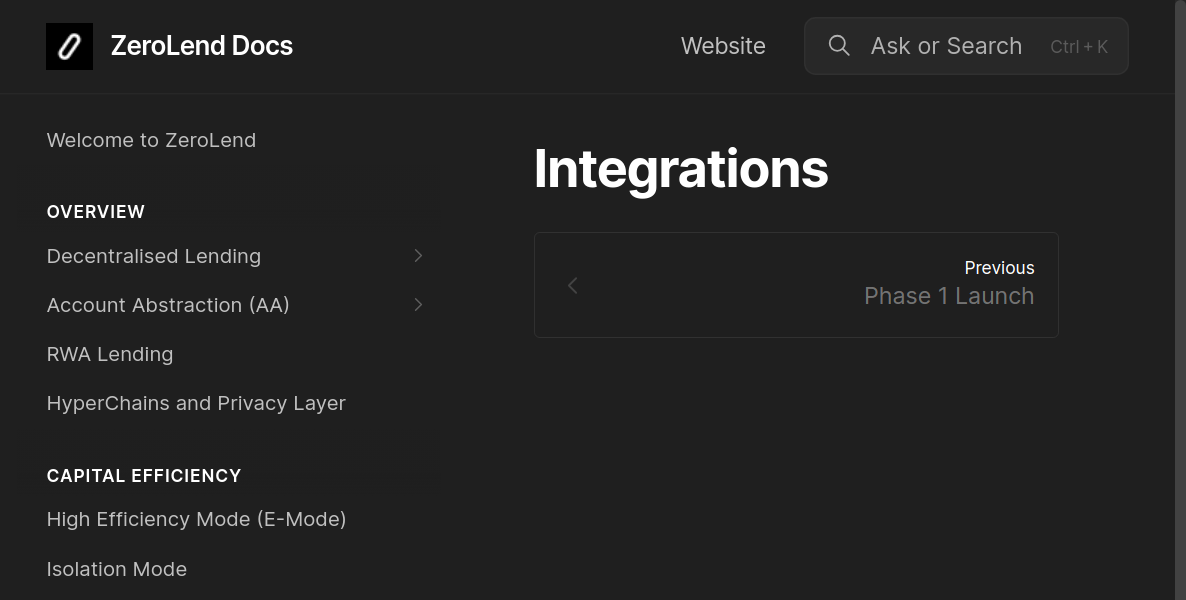 ZeroLend Docs
Website
Ask or Search
Ctrl + K
Welcome to ZeroLend
OVERVIEW
Decentralised Lending
Account Abstraction (AA)
RWA Lending
HyperChains and Privacy Layer
CAPITAL EFFICIENCY
High Efficiency Mode (E-Mode)
Isolation Mode
Integrations
Previous
Phase 1 Launch